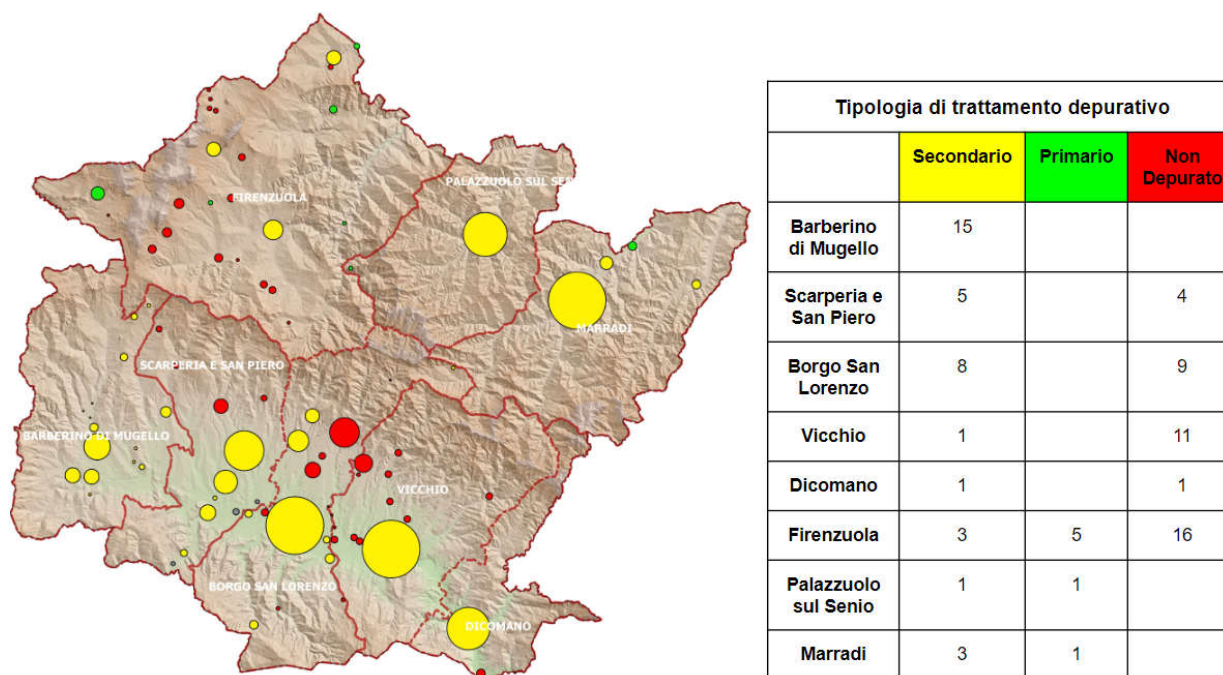 PALAZZUOLO SUL SE
FIRENZUOLA
MARRADI
SCARPERIA E SAN PIERO
BARBERINO DI MUGELLO
VICCHIO
BORGO SAN LORENZO
DICOMANO
Tipologia di trattamento depurativo
Secondario Primario Non
Depurato
Barberino
di Mugello 15
Scarperia e
San Piero 5 4
Borgo San
Lorenzo 8 9
Vicchio 1 11
Dicomano 1 1
Firenzuola 3 5 16
Palazzuolo
sul Senio 1 1
Marradi 3 1